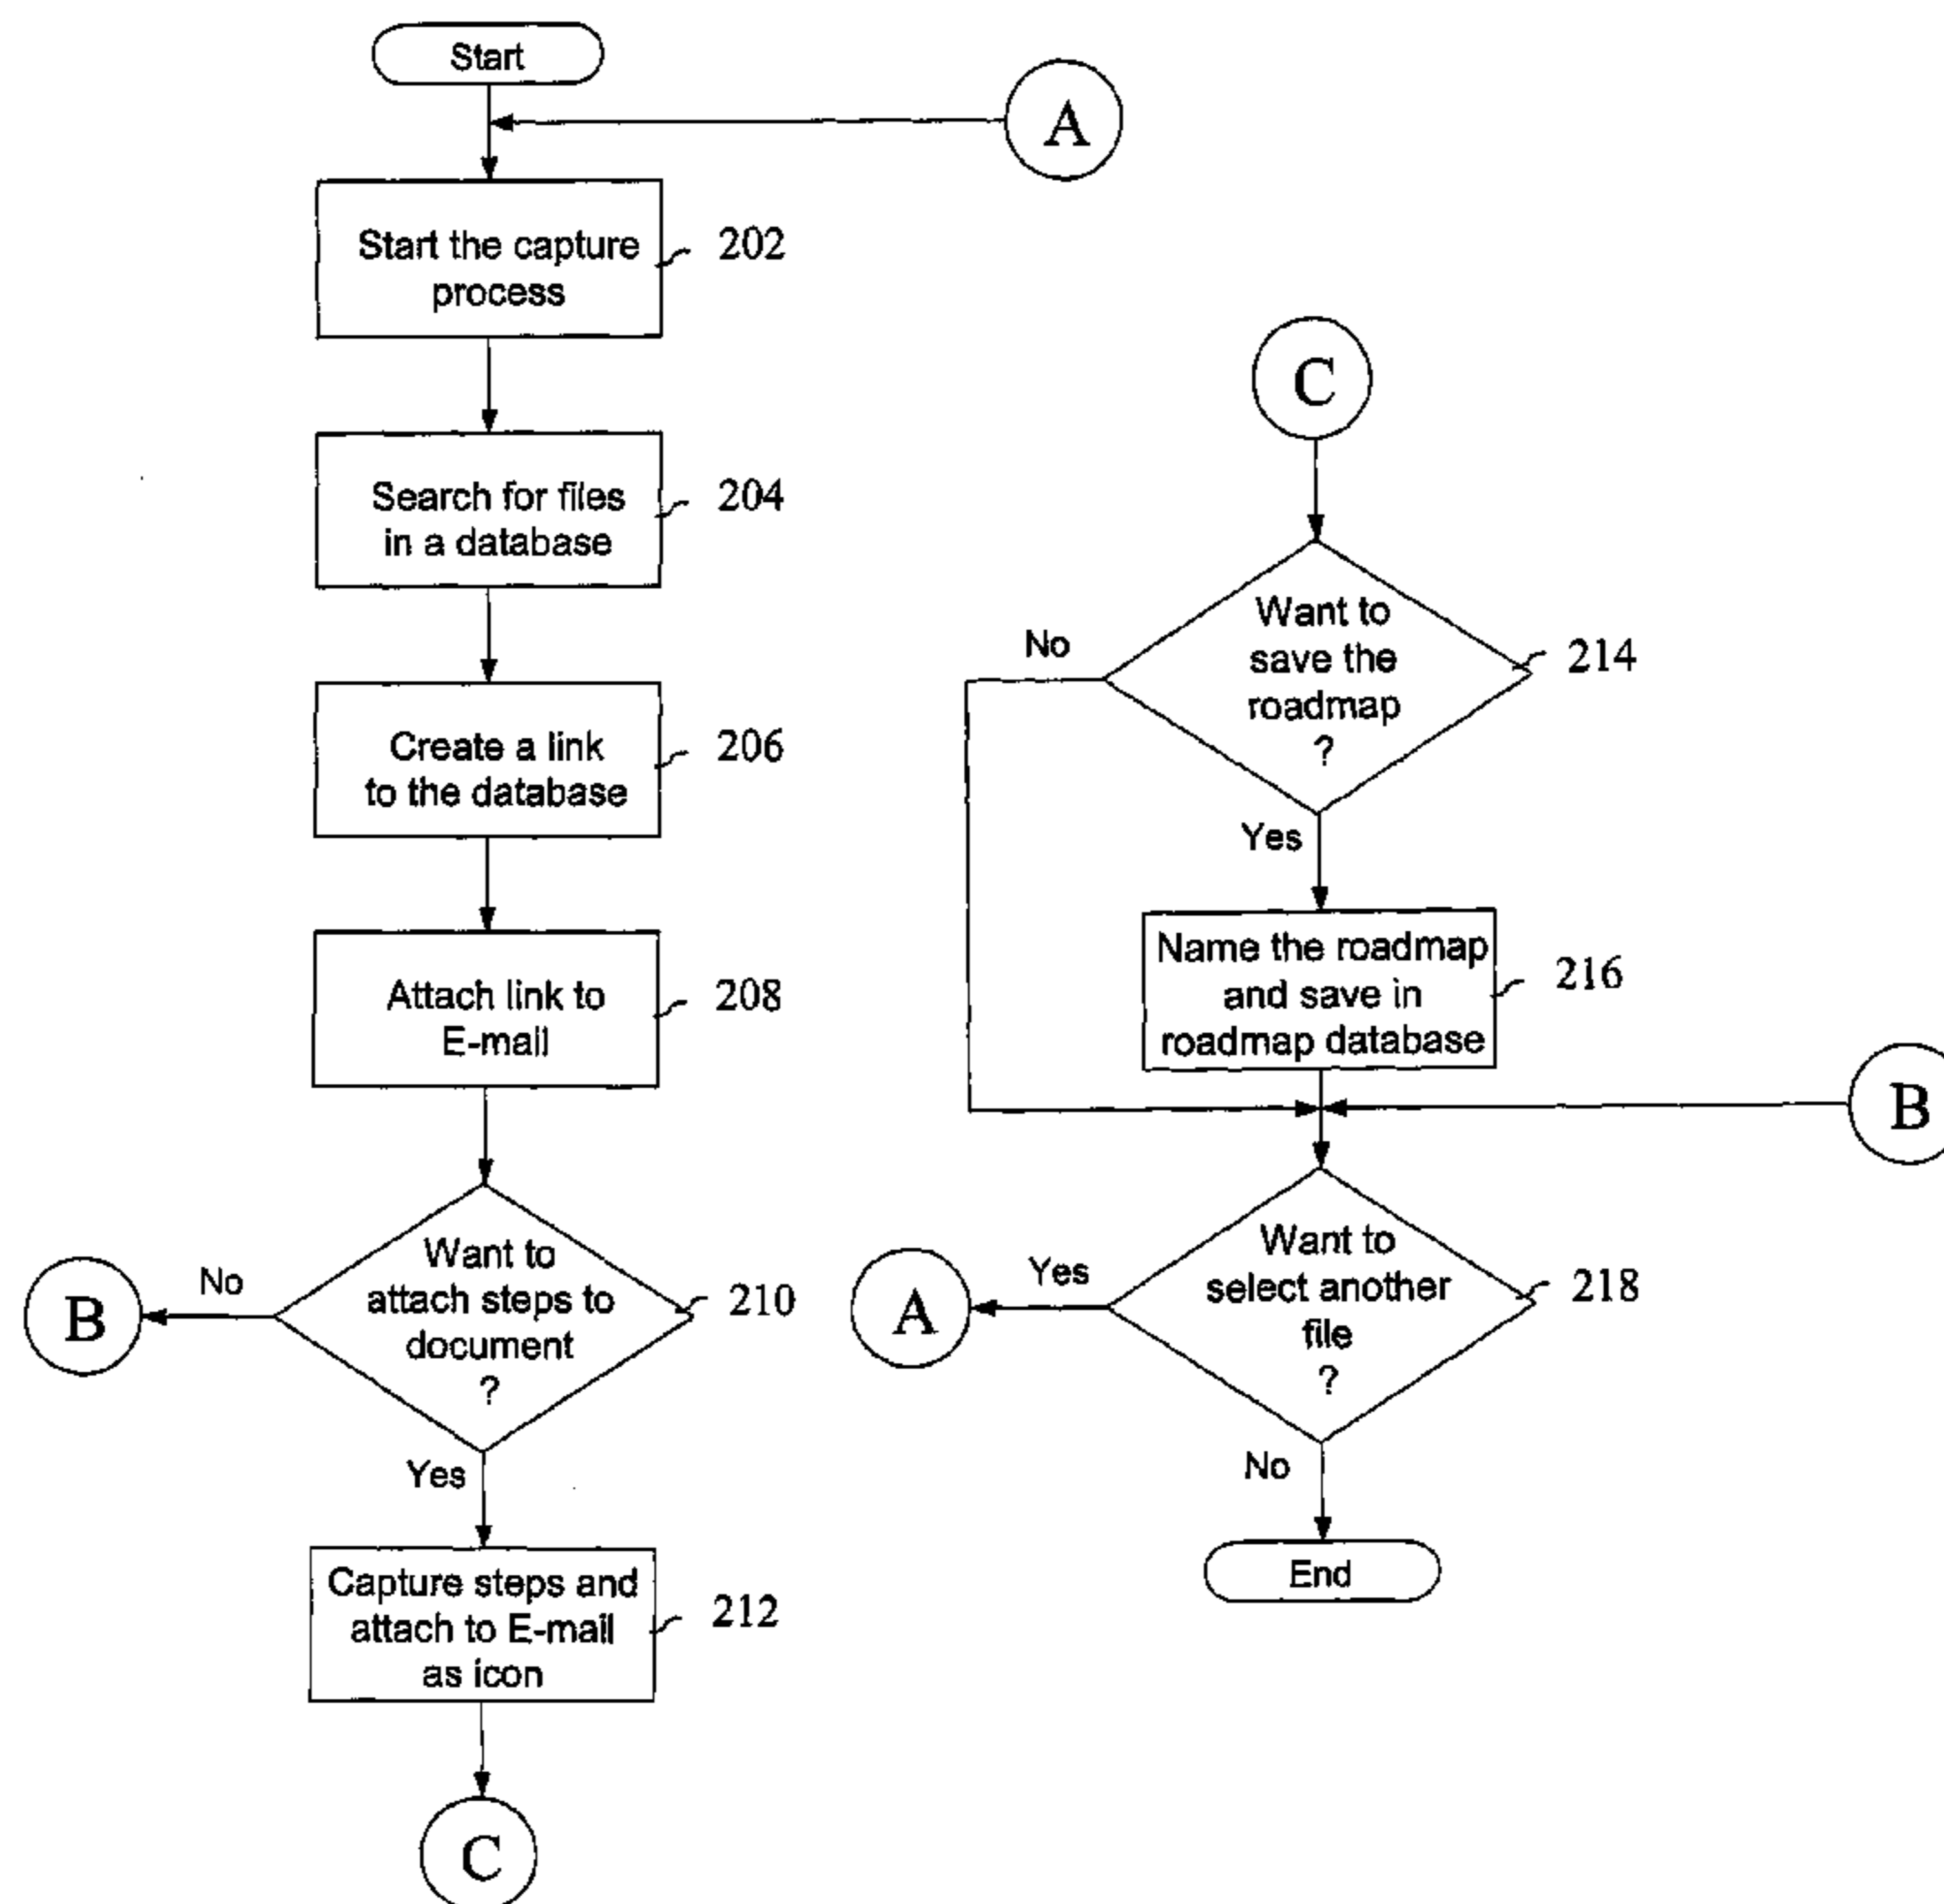 Start
A
Start the capture
process
202
Search for files
in a database
204
Create a link
to the database
206
Attach link to
E-mail
208
Want to
attach steps to
document
?
210
No
B
Yes
Capture steps and
attach to E-mail
as icon
212
C
C
Want to
save the
roadmap
?
214
No
Yes
Name the roadmap
and save in
roadmap database
216
B
Want to
select another
file
?
218
Yes
A
No
End